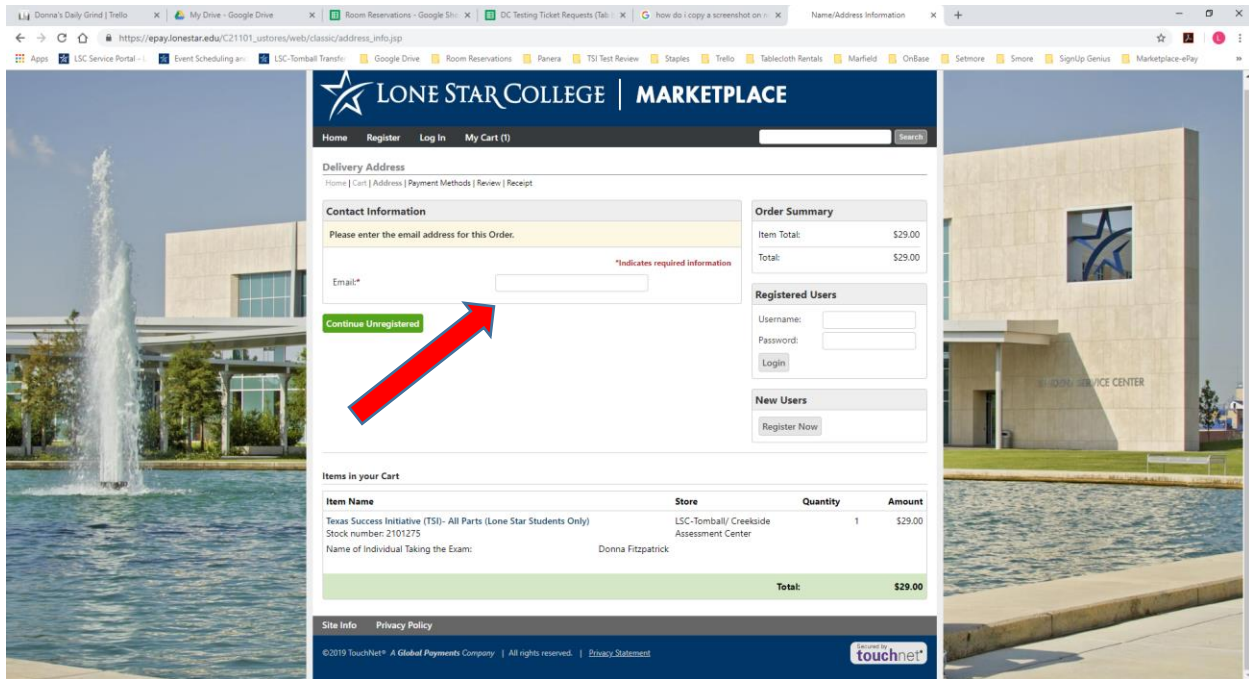 Donna's Daily Grind | Trello
My Drive - Google Drive
Room Reservations - Google She
DC Testing Ticket Requests (Tab
how do i copy a screenshot on
Name/Address Information
https://epay.lonestar.edu/C21101_ustores/web/classic/address_info.jsp
Apps LSC Service Portal - L Event Scheduling an LSC-Tomball Transfer Google Drive Room Reservations Panera TSI Test Review Staples Trello Tablecloth Rentals Marfield OnBase Setmore Smore SignUp Genius Marketplace-ePay
LONE STAR COLLEGE | MARKETPLACE
Home Register Log In My Cart (1) Search
Delivery Address
Home | Cart | Address | Payment Methods | Review | Receipt
Contact Information
Please enter the email address for this Order.
*Indicates required information
Email:*
Continue Unregistered
Order Summary
Item Total: $29.00
Total: $29.00
Registered Users
Username:
Password:
Login
New Users
Register Now
Items in your Cart
Item Name Store Quantity Amount
Texas Success Initiative (TSI)- All Parts (Lone Star Students Only) LSC-Tomball/ Creekside 1 $29.00
Stock number: 2101275 Assessment Center
Name of Individual Taking the Exam: Donna Fitzpatrick
Total: $29.00
Site Info Privacy Policy
©2019 TouchNet® A Global Payments Company | All rights reserved. | Privacy Statement
Secured by
touchnet®
SERVICE CENTER